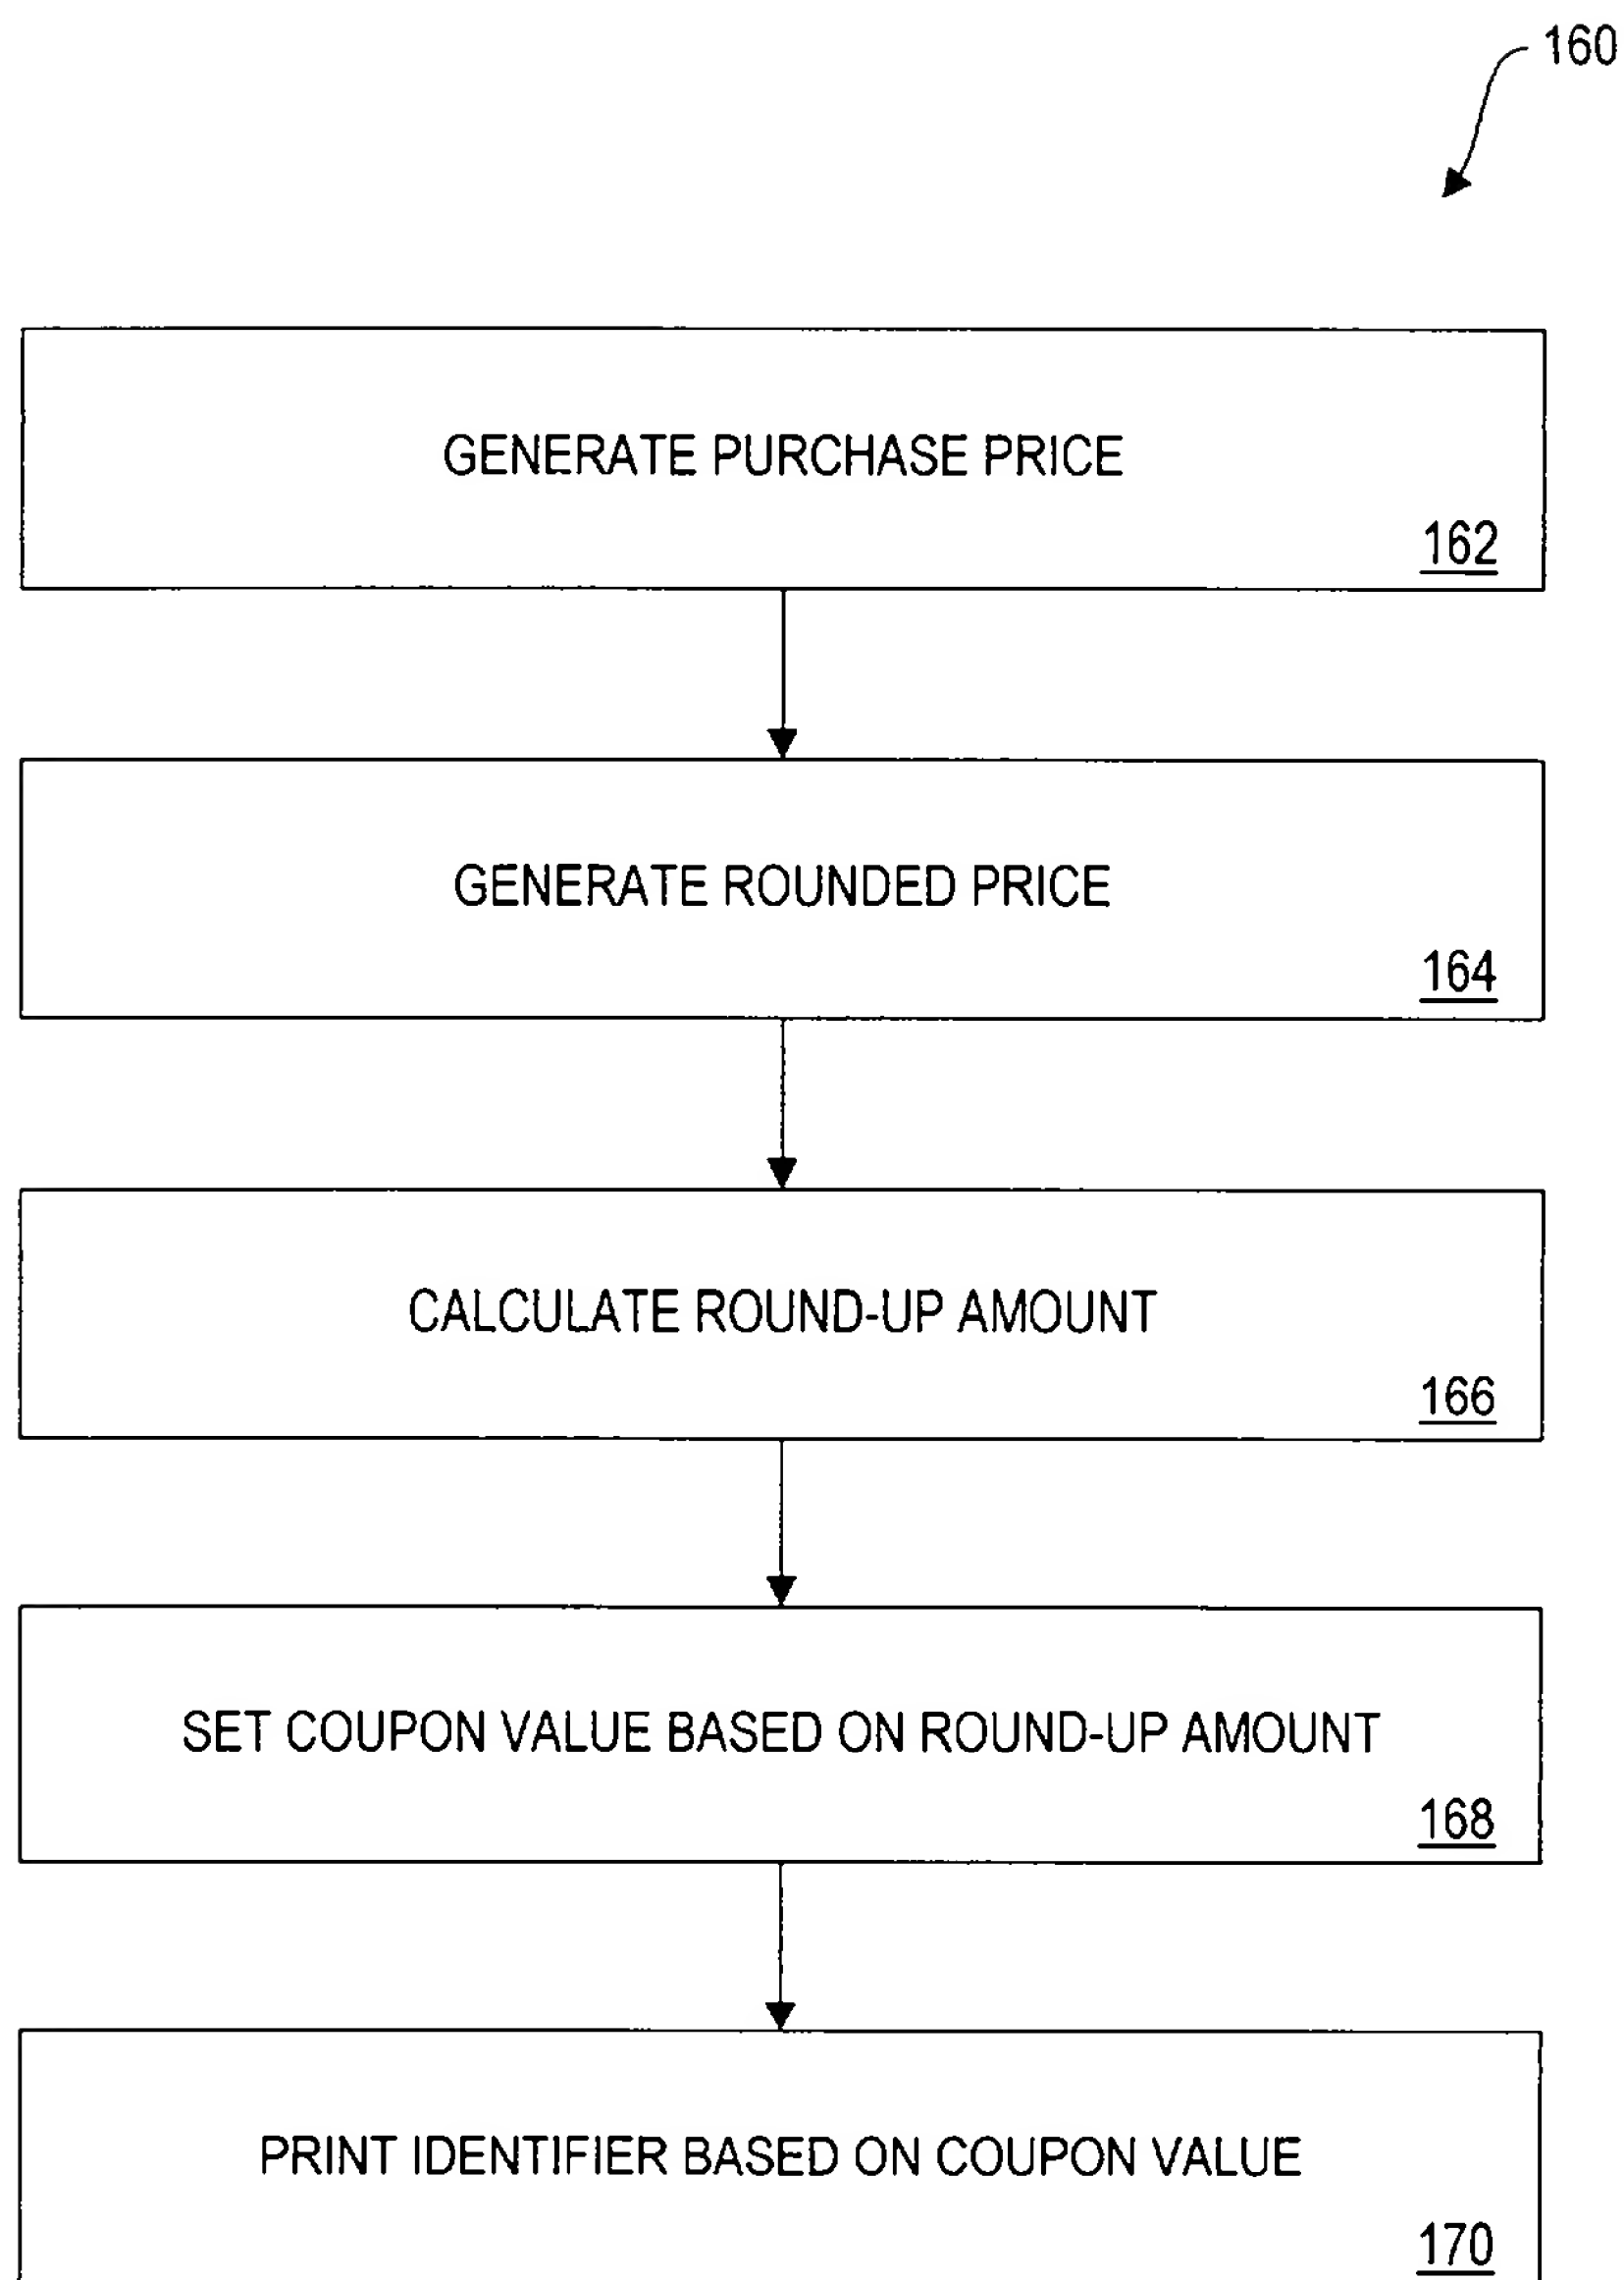 160
GENERATE PURCHASE PRICE
162
GENERATE ROUNDED PRICE
164
CALCULATE ROUND-UP AMOUNT
166
SET COUPON VALUE BASED ON ROUND-UP AMOUNT
168
PRINT IDENTIFIER BASED ON COUPON VALUE
170